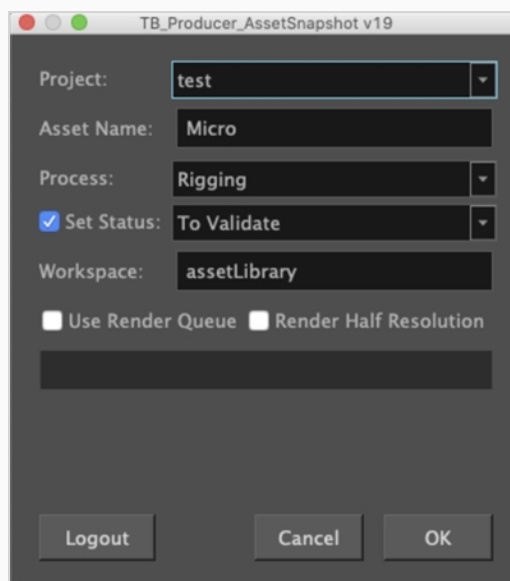 TB_Producer_AssetSnapshot v19
Project: test
Asset Name: Micro
Process: Rigging
Set Status: To Validate
Workspace: assetLibrary
Use Render Queue Render Half Resolution
Logout Cancel OK